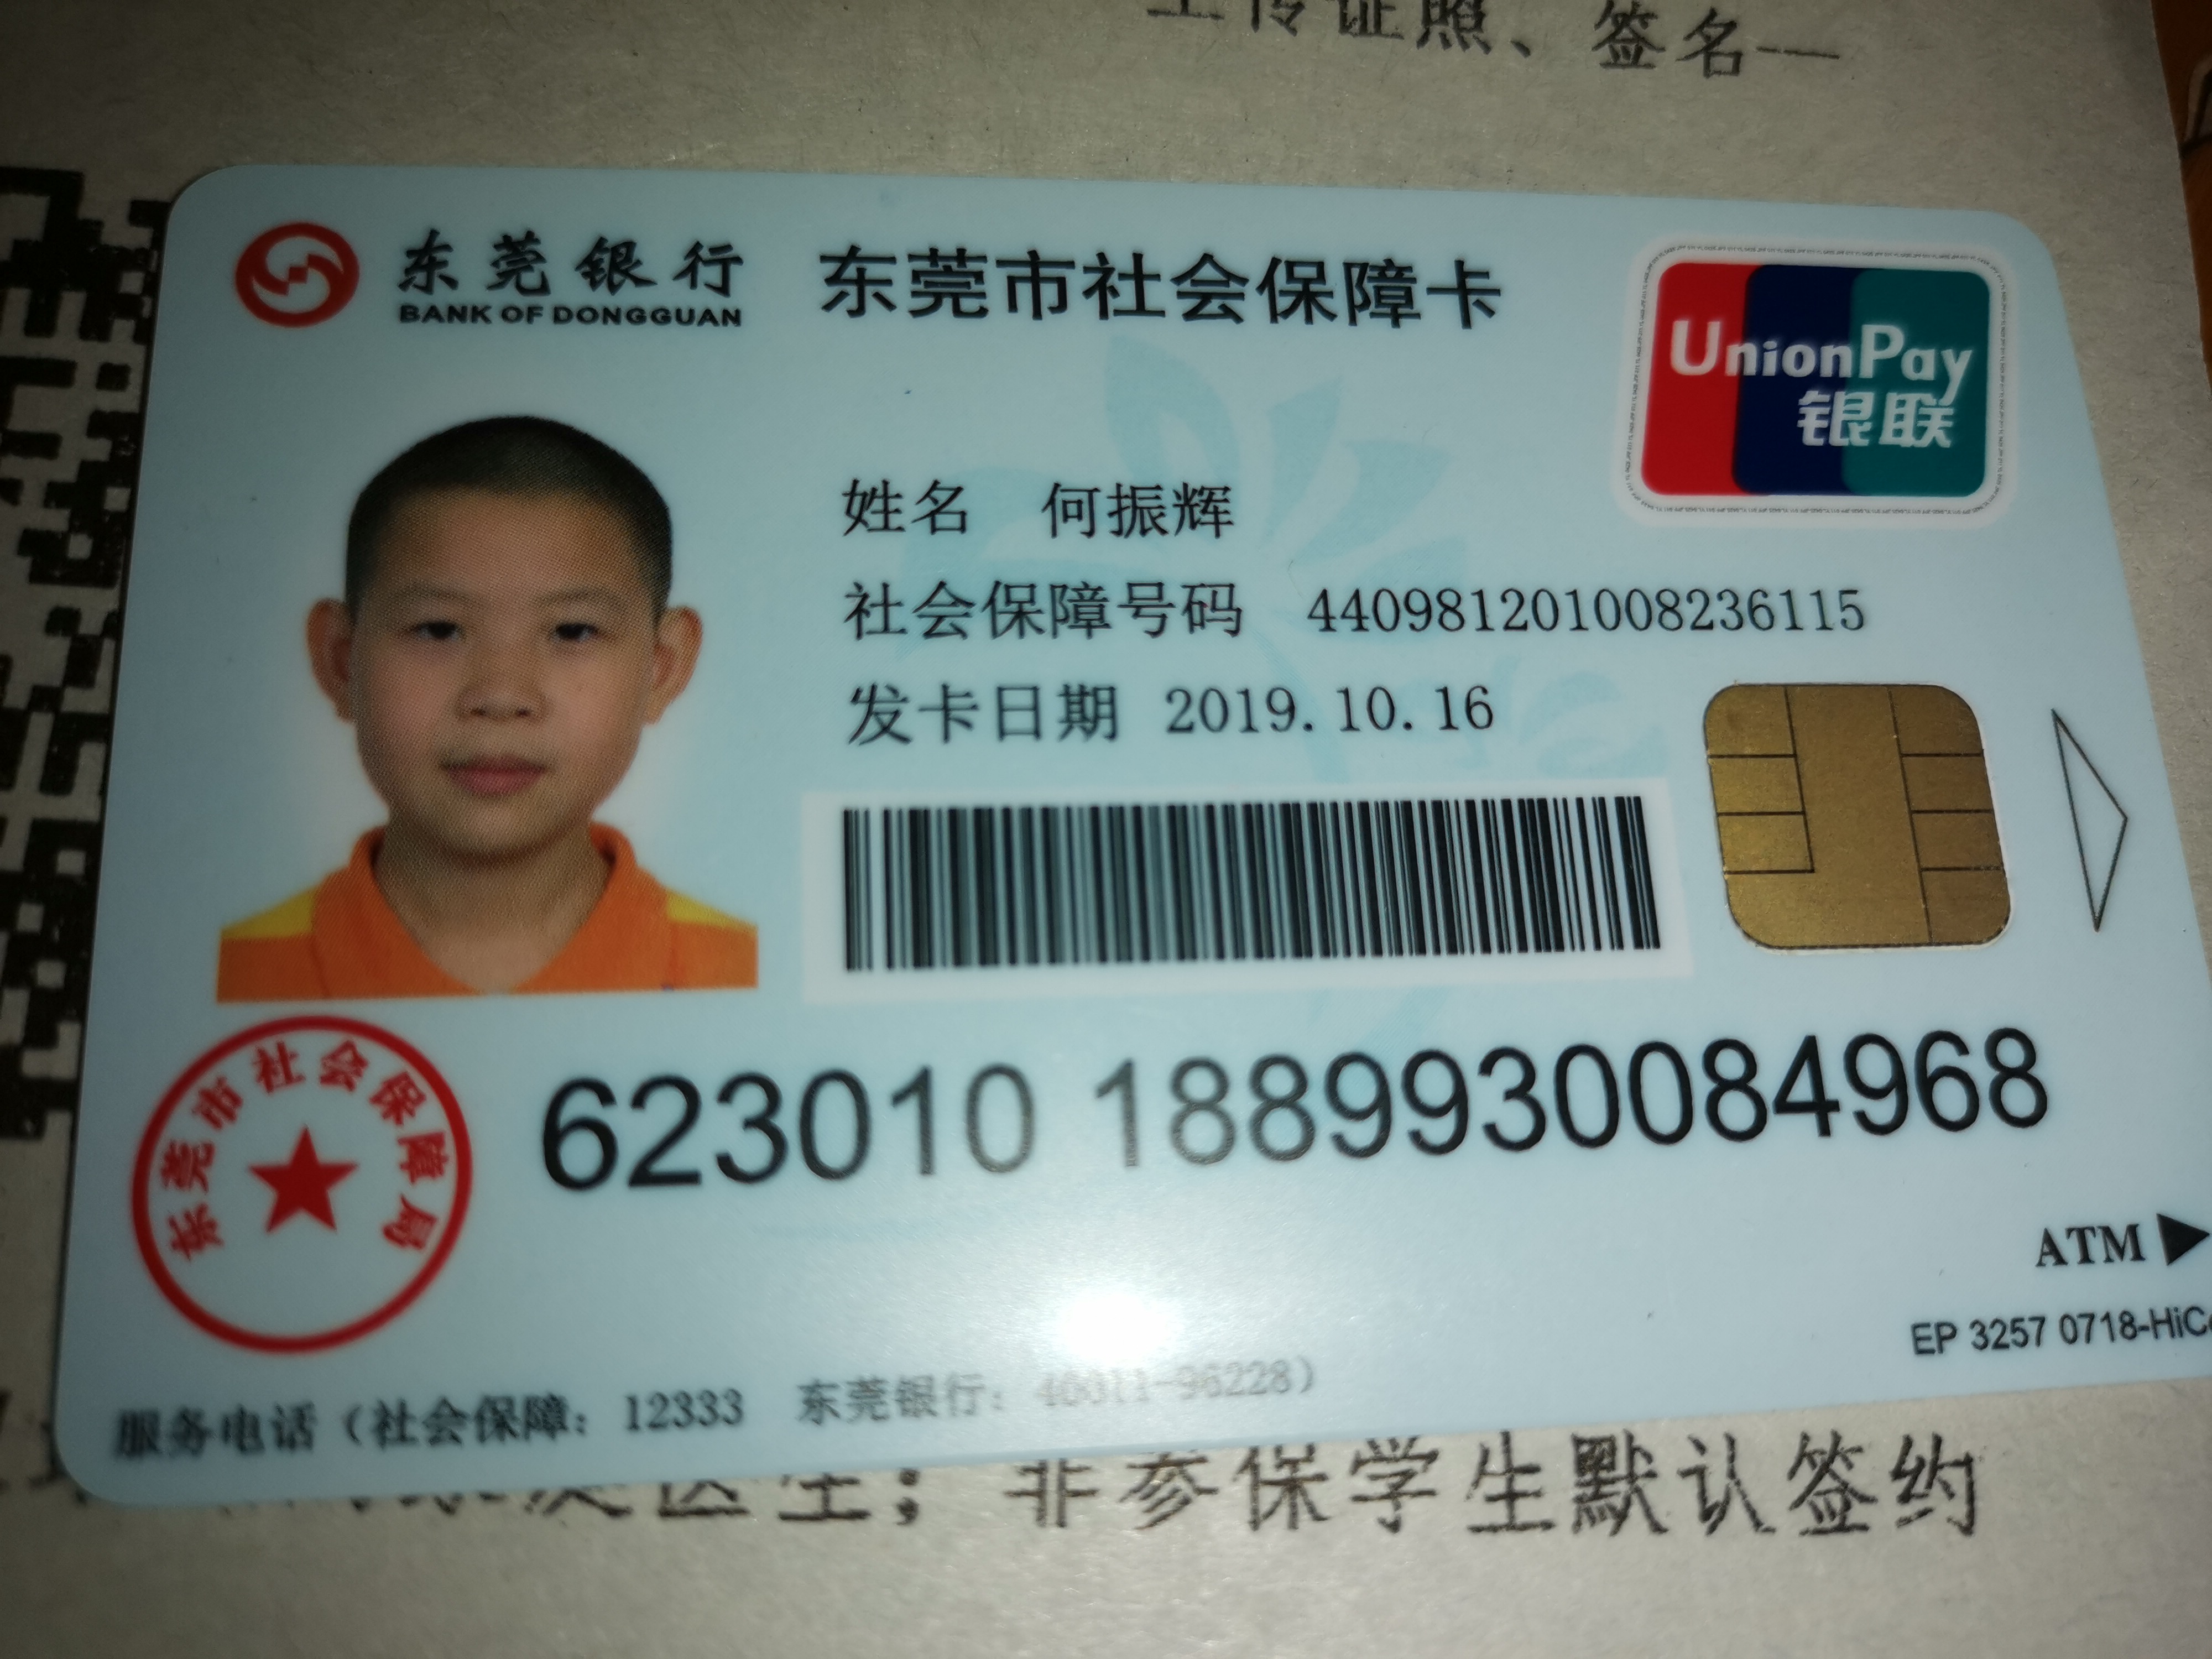 上传证照、签名—
东莞银行
BANK OF DONGGUAN
东莞市社会保障卡
UnionPay
银联
姓名 何振辉
社会保障号码 440981201008236115
发卡日期 2019.10.16
623010 1889930084968
东莞市社会保障局
ATM
EP 3257 0718-HiCo
服务电话（社会保障：12333 东莞银行：40011-96228）
医生；非参保学生默认签约